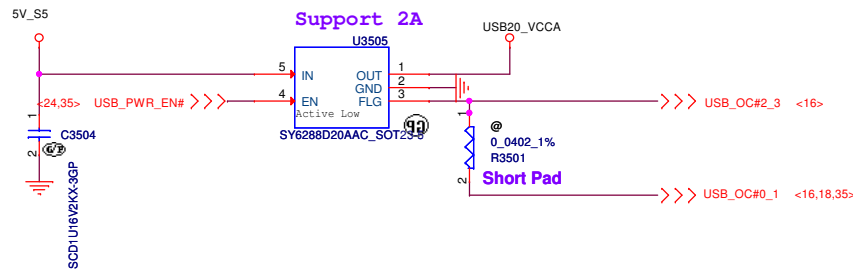 Support 2A
5V_S5
USB20_VCCA
U3505
5
IN
OUT
1
GND
2
<24,35>
USB_PWR_EN#
4
EN
FLG
3
Active Low
USB_OC#2_3
<16>
SY6288D20AAC_SOT23-5
GP
1
C3504
2
G/P
SCD1U16V2KX-3GP
1
@
0_0402_1%
R3501
2
Short Pad
USB_OC#0_1
<16,18,35>